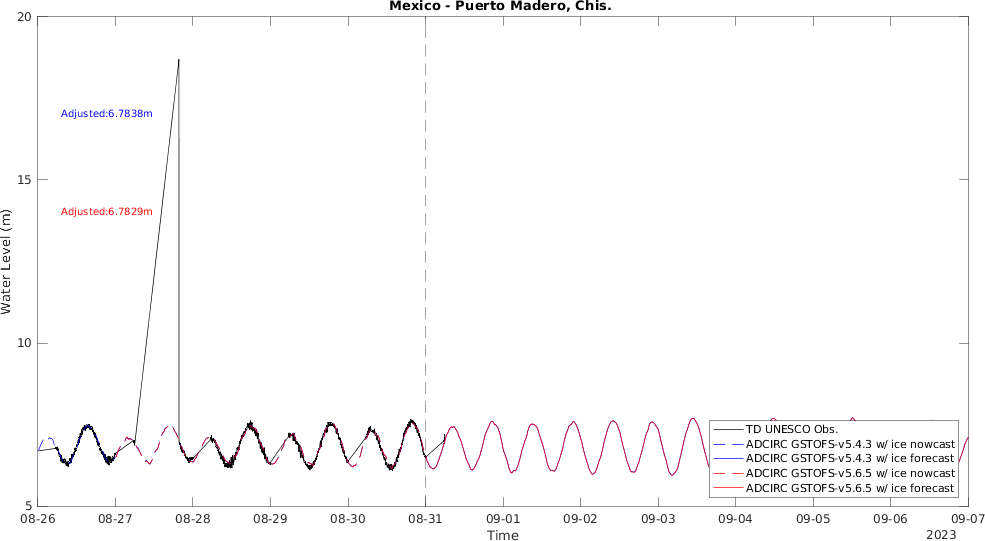 Mexico - Puerto Madero, Chis.
20
Adjusted:6.7838m
15
Adjusted:6.7829m
Water Level (m)
10
TD UNESCO Obs.
ADCIRC GSTOFS-v5.4.3 w/ ice nowcast
ADCIRC GSTOFS-v5.4.3 w/ ice forecast
ADCIRC GSTOFS-v5.6.5 w/ ice nowcast
ADCIRC GSTOFS-v5.6.5 w/ ice forecast
5
08-26 08-27 08-28 08-29 08-30 08-31 09-01 09-02 09-03 09-04 09-05 09-06 09-07
Time
2023